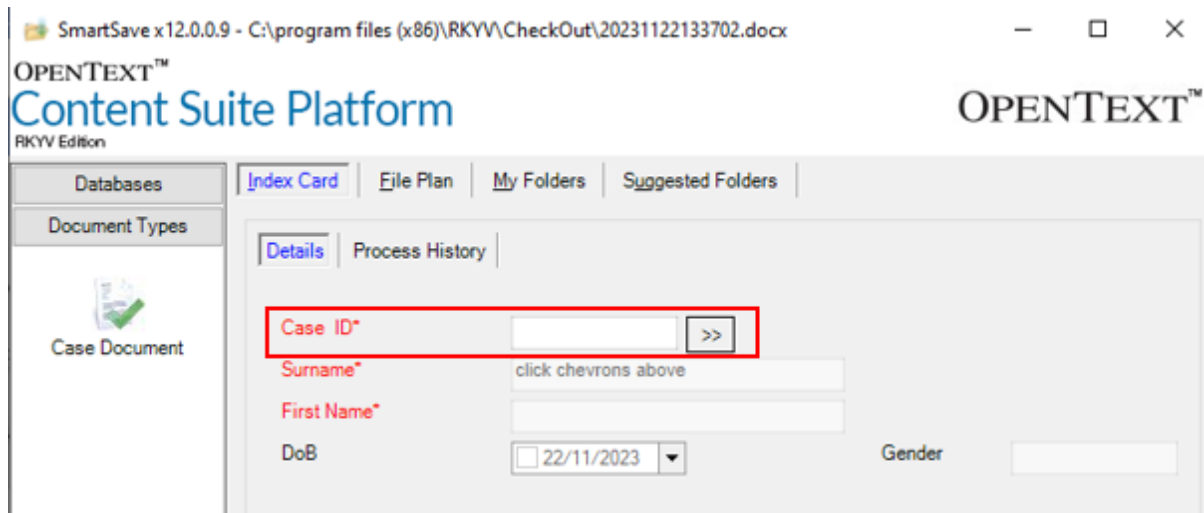 SmartSave x12.0.0.9 - C:\program files (x86)\RKYV\CheckOut\20231122133702.docx
OPENTEXT™
Content Suite Platform
RKYV Edition
OPENTEXT™
Databases
Document Types
Case Document
Index Card File Plan My Folders Suggested Folders
Details Process History
Case ID* >>
Surname* click chevrons above
First Name*
DoB 22/11/2023 Gender